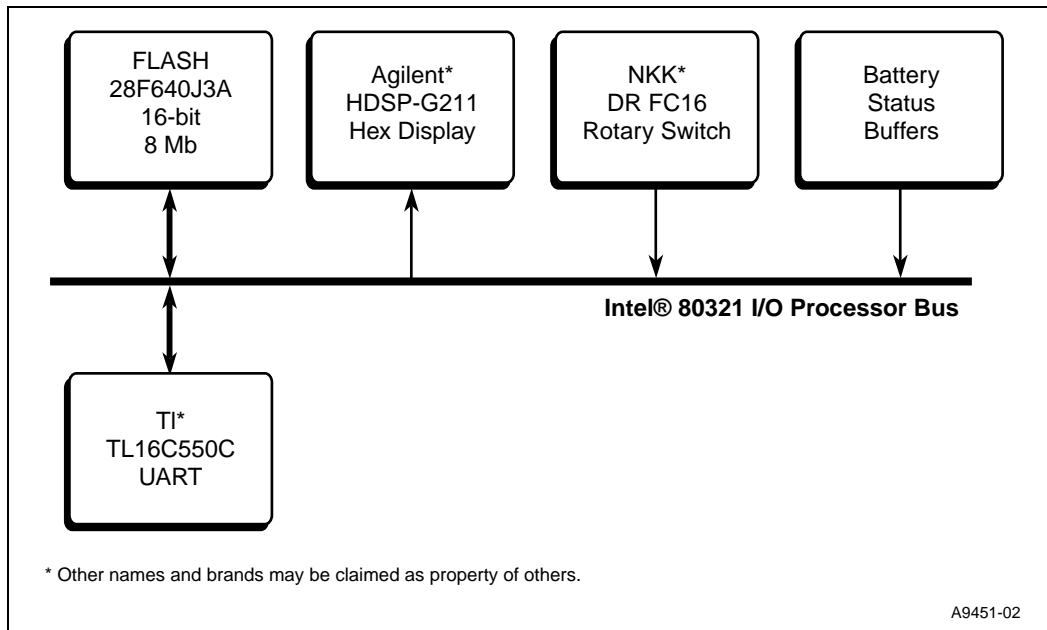 FLASH
28F640J3A
16-bit
8 Mb
Agilent*
HDSP-G211
Hex Display
NKK*
DR FC16
Rotary Switch
Battery
Status
Buffers
Intel® 80321 I/O Processor Bus
TI*
TL16C550C
UART
* Other names and brands may be claimed as property of others.
A9451-02